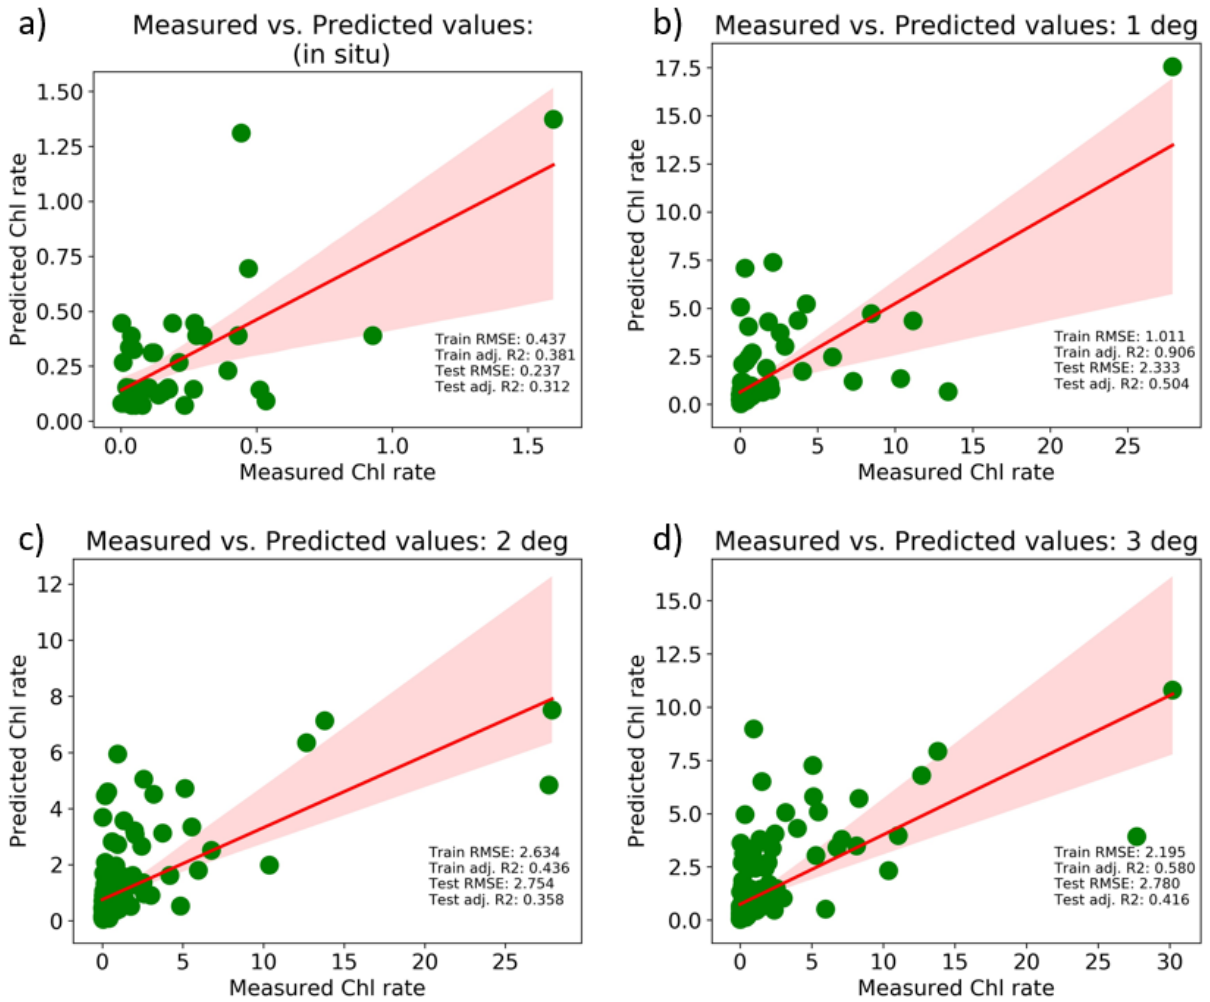 a)
Measured vs. Predicted values:
(in situ)
1.50
1.25
1.00
0.75
0.50
0.25
0.00
Predicted Chl rate
Train RMSE: 0.437
Train adj. R2: 0.381
Test RMSE: 0.237
Test adj. R2: 0.312
0.0 0.5 1.0 1.5
Measured Chl rate
b)
Measured vs. Predicted values: 1 deg
17.5
15.0
12.5
10.0
7.5
5.0
2.5
0.0
Predicted Chl rate
Train RMSE: 1.011
Train adj. R2: 0.906
Test RMSE: 2.333
Test adj. R2: 0.504
0 5 10 15 20 25
Measured Chl rate
c)
Measured vs. Predicted values: 2 deg
12
10
8
6
4
2
0
Predicted Chl rate
Train RMSE: 2.634
Train adj. R2: 0.436
Test RMSE: 2.754
Test adj. R2: 0.358
0 5 10 15 20 25
Measured Chl rate
d)
Measured vs. Predicted values: 3 deg
15.0
12.5
10.0
7.5
5.0
2.5
0.0
Predicted Chl rate
Train RMSE: 2.195
Train adj. R2: 0.580
Test RMSE: 2.780
Test adj. R2: 0.416
0 5 10 15 20 25 30
Measured Chl rate